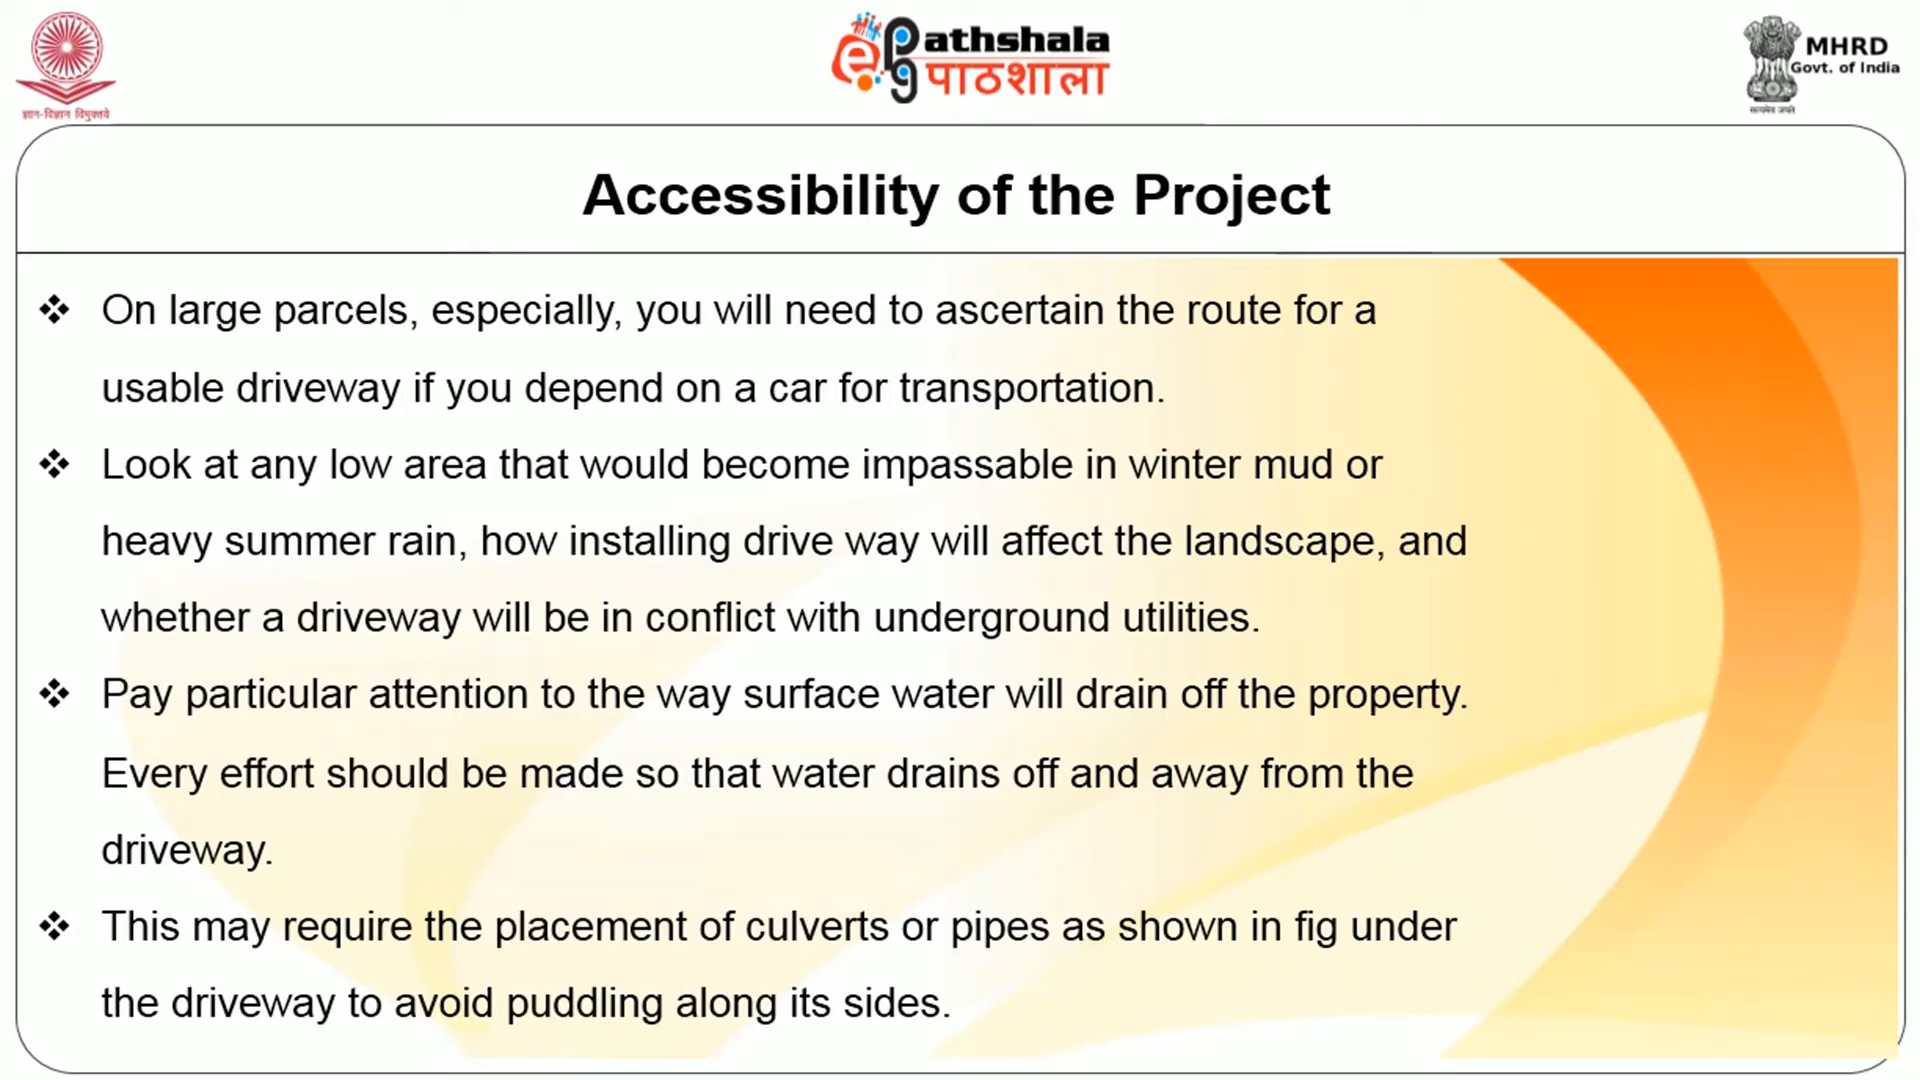 ज्ञान-विज्ञान विमुक्तये
e pg Pathshala
पाठशाला
MHRD
Govt. of India
सत्यमेव जयते
Accessibility of the Project
❖ On large parcels, especially, you will need to ascertain the route for a
usable driveway if you depend on a car for transportation.
❖ Look at any low area that would become impassable in winter mud or
heavy summer rain, how installing drive way will affect the landscape, and
whether a driveway will be in conflict with underground utilities.
❖ Pay particular attention to the way surface water will drain off the property.
Every effort should be made so that water drains off and away from the
driveway.
❖ This may require the placement of culverts or pipes as shown in fig under
the driveway to avoid puddling along its sides.